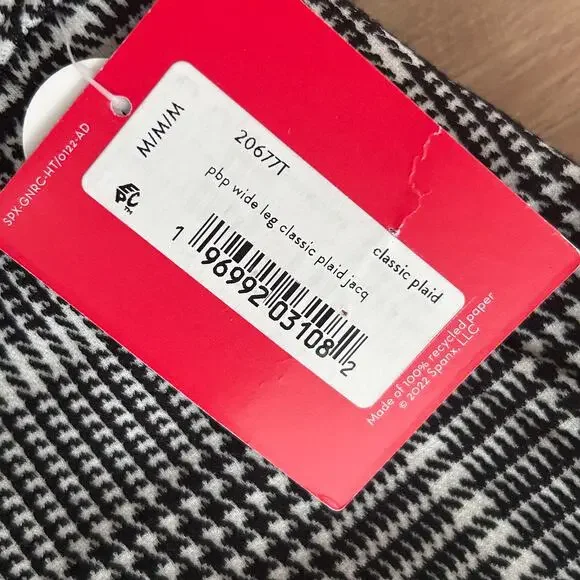 SPX-GNRC-HT/0122-AD
M/M/M
20677T
EPC™
pbp wide leg classic plaid jacq
classic plaid
1 96992 03108 2
Made of 100% recycled paper
© 2022 Spanx, LLC